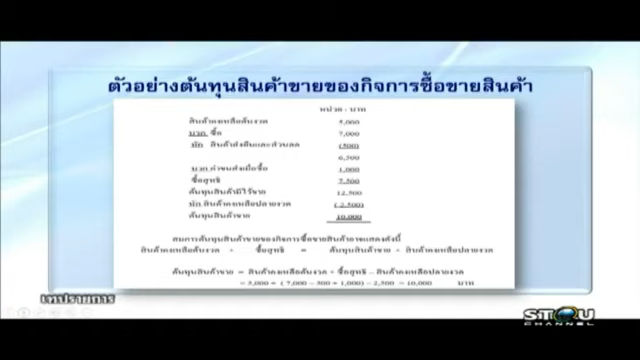 ตัวอย่างต้นทุนสินค้าขายของกิจการซื้อขายสินค้า
หน่วย : บาท
สินค้าคงเหลือต้นงวด 5,000
บวก ซื้อ 7,000
หัก สินค้าส่งคืนและส่วนลด (500)
6,500
บวก ค่าขนส่งเมื่อซื้อ 1,000
ซื้อสุทธิ 7,500
ต้นทุนสินค้ามีไว้ขาย 12,500
หัก สินค้าคงเหลือปลายงวด (2,500)
ต้นทุนสินค้าขาย 10,000
สมการต้นทุนสินค้าขายของกิจการซื้อขายสินค้าอาจแสดงดังนี้
สินค้าคงเหลือต้นงวด + ซื้อสุทธิ = ต้นทุนสินค้าขาย + สินค้าคงเหลือปลายงวด
ต้นทุนสินค้าขาย = สินค้าคงเหลือต้นงวด + ซื้อสุทธิ – สินค้าคงเหลือปลายงวด
= 5,000 + ( 7,000 – 500 + 1,000) – 2,500 = 10,000 บาท
เทปรายการ
STOU
CHANNEL